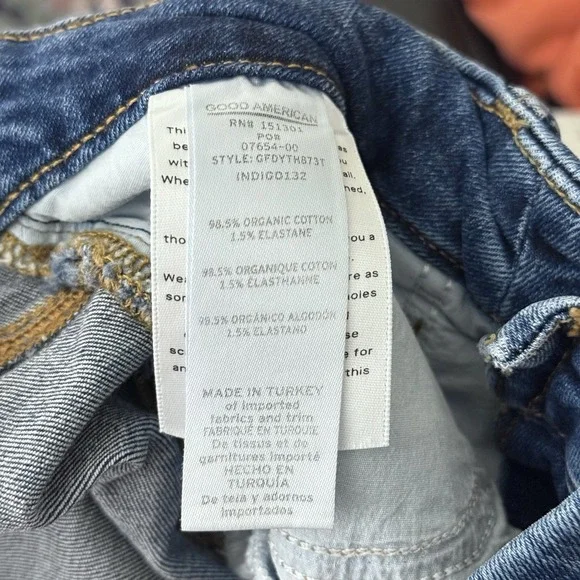 GOOD AMERICAN
RN# 151301
PO#
07654-00
STYLE: GFDYTH873T
INDIGO132
98.5% ORGANIC COTTON
1.5% ELASTANE
98.5% ORGANIQUE COTON
1.5% ÉLASTHANNE
98.5% ORGÁNICO ALGODÓN
1.5% ELASTANO
MADE IN TURKEY
of imported
fabrics and trim
FABRIQUÉ EN TURQUIE
De tissus et de
garnitures importé
HECHO EN
TURQUÍA
De teia y adornos
importados